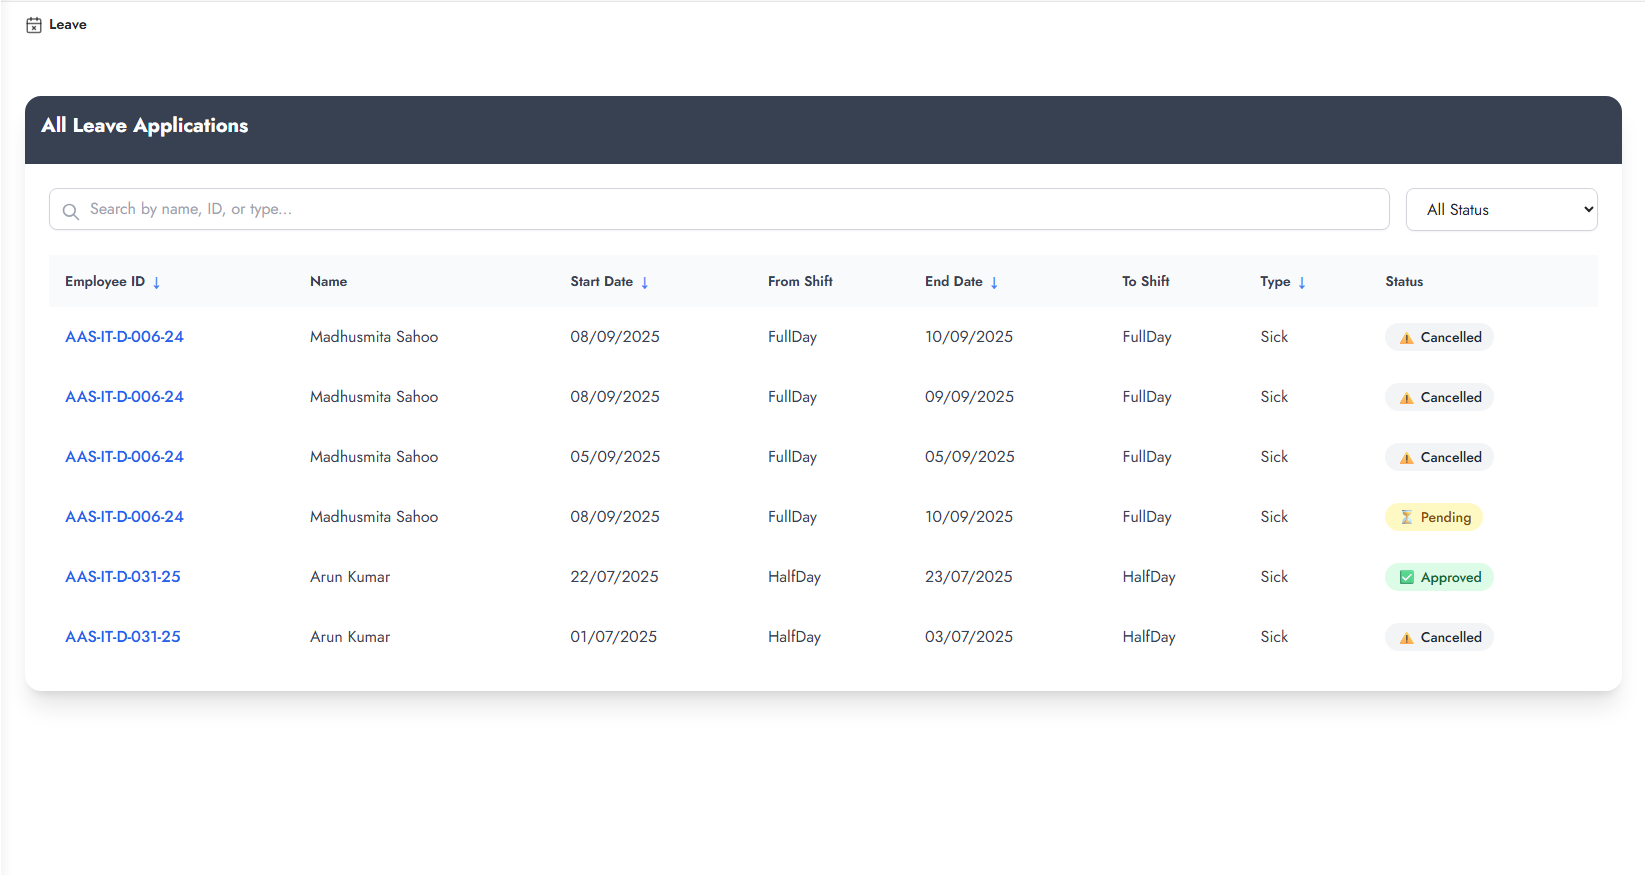 Leave
All Leave Applications
Search by name, ID, or type...
All Status
Employee ID ↓ Name Start Date ↓ From Shift End Date ↓ To Shift Type ↓ Status
AAS-IT-D-006-24 Madhusmita Sahoo 08/09/2025 FullDay 10/09/2025 FullDay Sick ⚠️ Cancelled
AAS-IT-D-006-24 Madhusmita Sahoo 08/09/2025 FullDay 09/09/2025 FullDay Sick ⚠️ Cancelled
AAS-IT-D-006-24 Madhusmita Sahoo 05/09/2025 FullDay 05/09/2025 FullDay Sick ⚠️ Cancelled
AAS-IT-D-006-24 Madhusmita Sahoo 08/09/2025 FullDay 10/09/2025 FullDay Sick ⏳ Pending
AAS-IT-D-031-25 Arun Kumar 22/07/2025 HalfDay 23/07/2025 HalfDay Sick ✅ Approved
AAS-IT-D-031-25 Arun Kumar 01/07/2025 HalfDay 03/07/2025 HalfDay Sick ⚠️ Cancelled